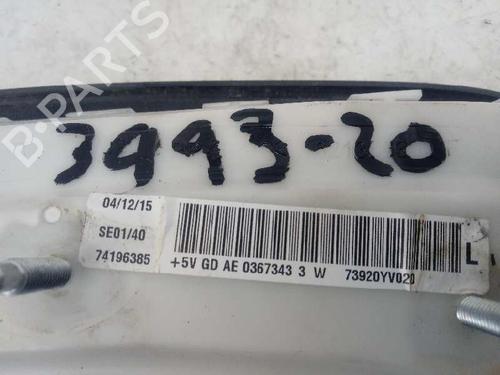 B-PARTS
3993-20
04/12/15
SE01/40
74196385
+5V GD AE 0367343 3 W 73920YV020
L